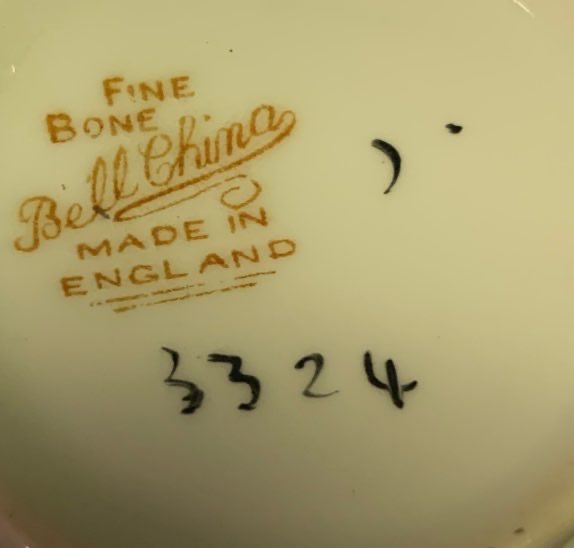 FINE
BONE
Bell China
MADE IN
ENGLAND
3324